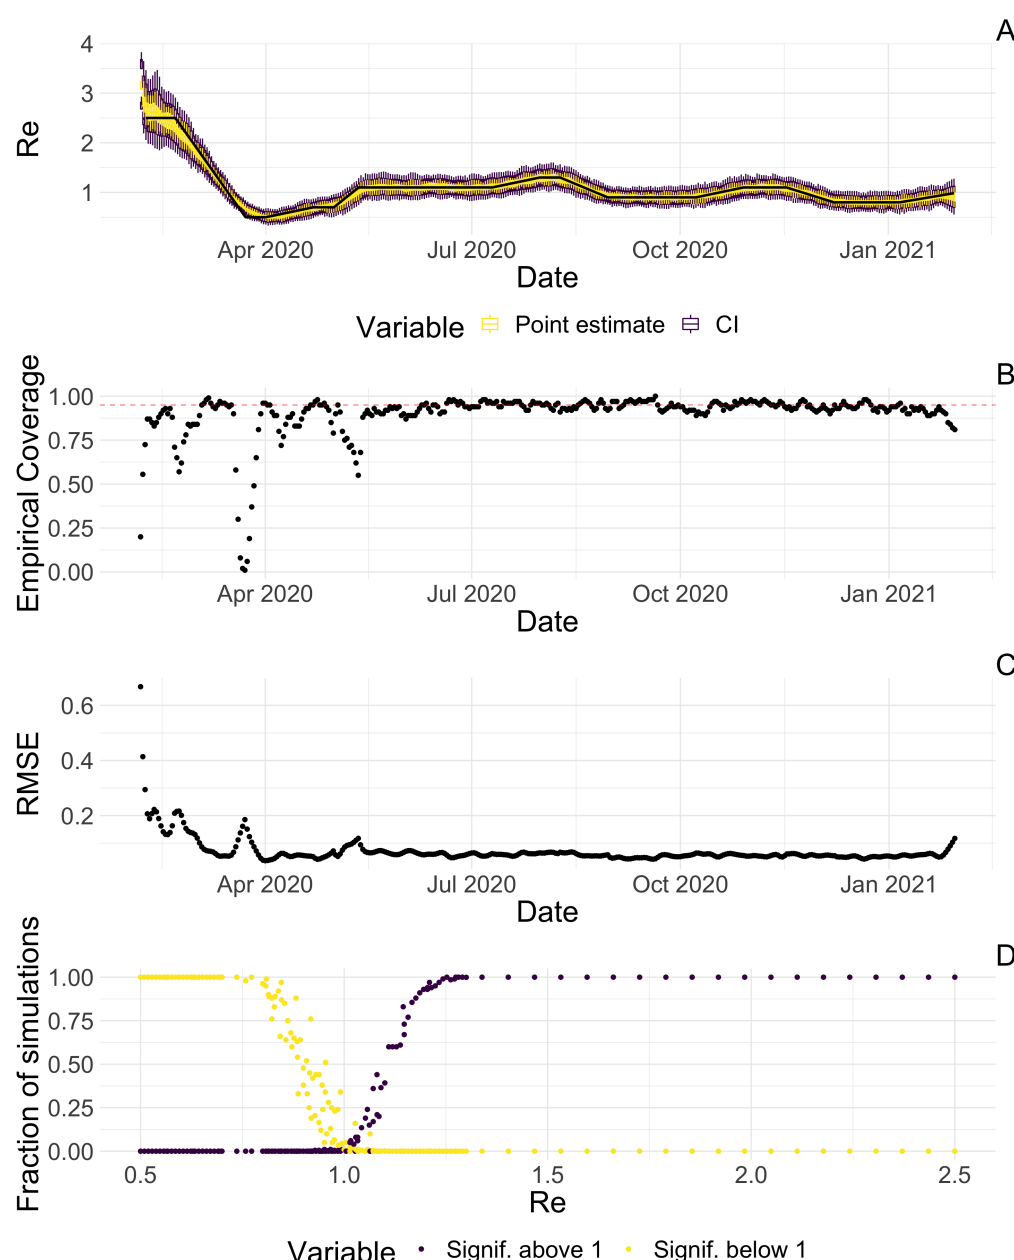 A
4
3
2
1
Re
Apr 2020 Jul 2020 Oct 2020 Jan 2021
Date
Variable Point estimate CI
B
1.00
0.75
0.50
0.25
0.00
Empirical Coverage
Apr 2020 Jul 2020 Oct 2020 Jan 2021
Date
C
0.6
0.4
0.2
RMSE
Apr 2020 Jul 2020 Oct 2020 Jan 2021
Date
D
1.00
0.75
0.50
0.25
0.00
Fraction of simulations
0.5 1.0 1.5 2.0 2.5
Re
Variable Signif. above 1 Signif. below 1